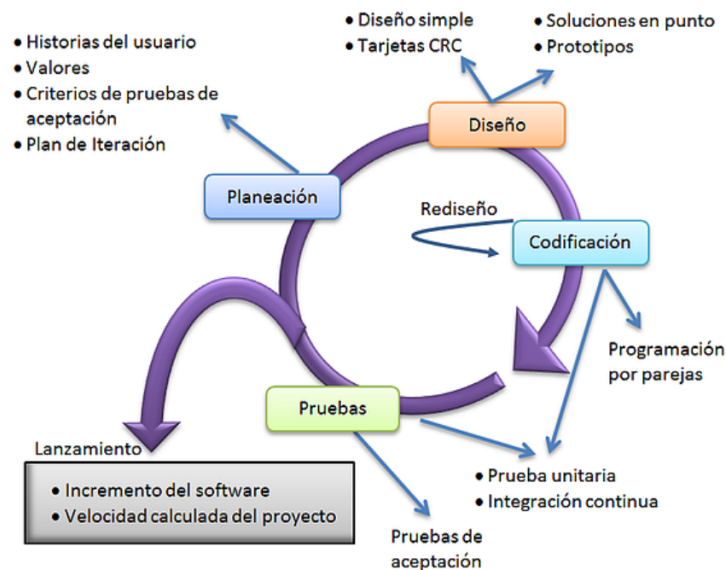 • Historias del usuario
• Valores
• Criterios de pruebas de
aceptación
• Plan de Iteración
• Diseño simple
• Tarjetas CRC
• Soluciones en punto
• Prototipos
Diseño
Planeación
Rediseño
Codificación
Programación
por parejas
Pruebas
Lanzamiento
• Incremento del software
• Velocidad calculada del proyecto
• Prueba unitaria
• Integración continua
Pruebas de
aceptación